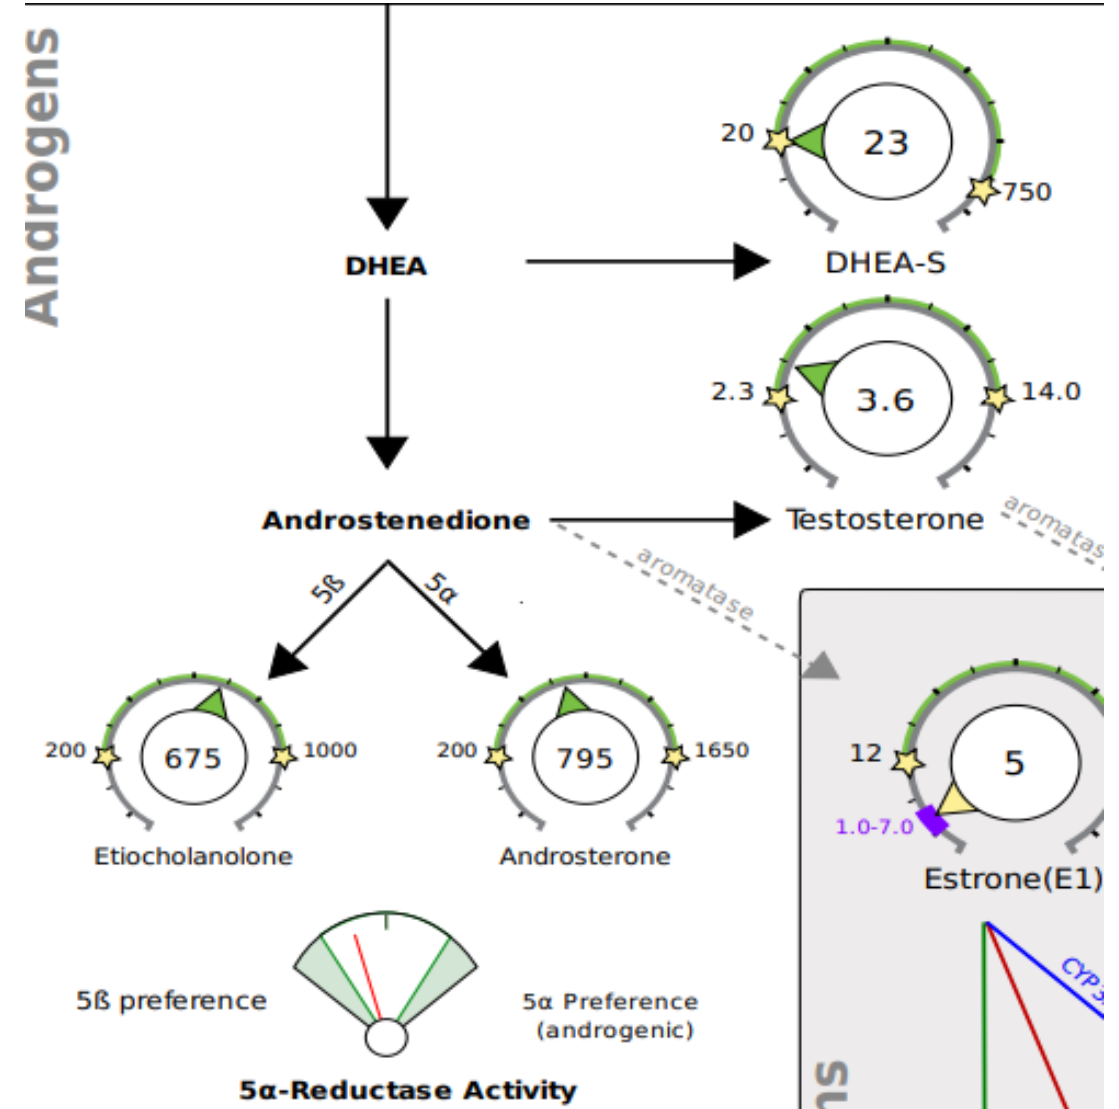 Androgens
23
20
750
DHEA
DHEA-S
3.6
2.3
14.0
Androstenedione
Testosterone
aromatase
5ß
5α
675
200
1000
Etiocholanolone
795
200
1650
Androsterone
5
12
1.0-7.0
Estrone(E1)
5ß preference
5α Preference
(androgenic)
5α-Reductase Activity